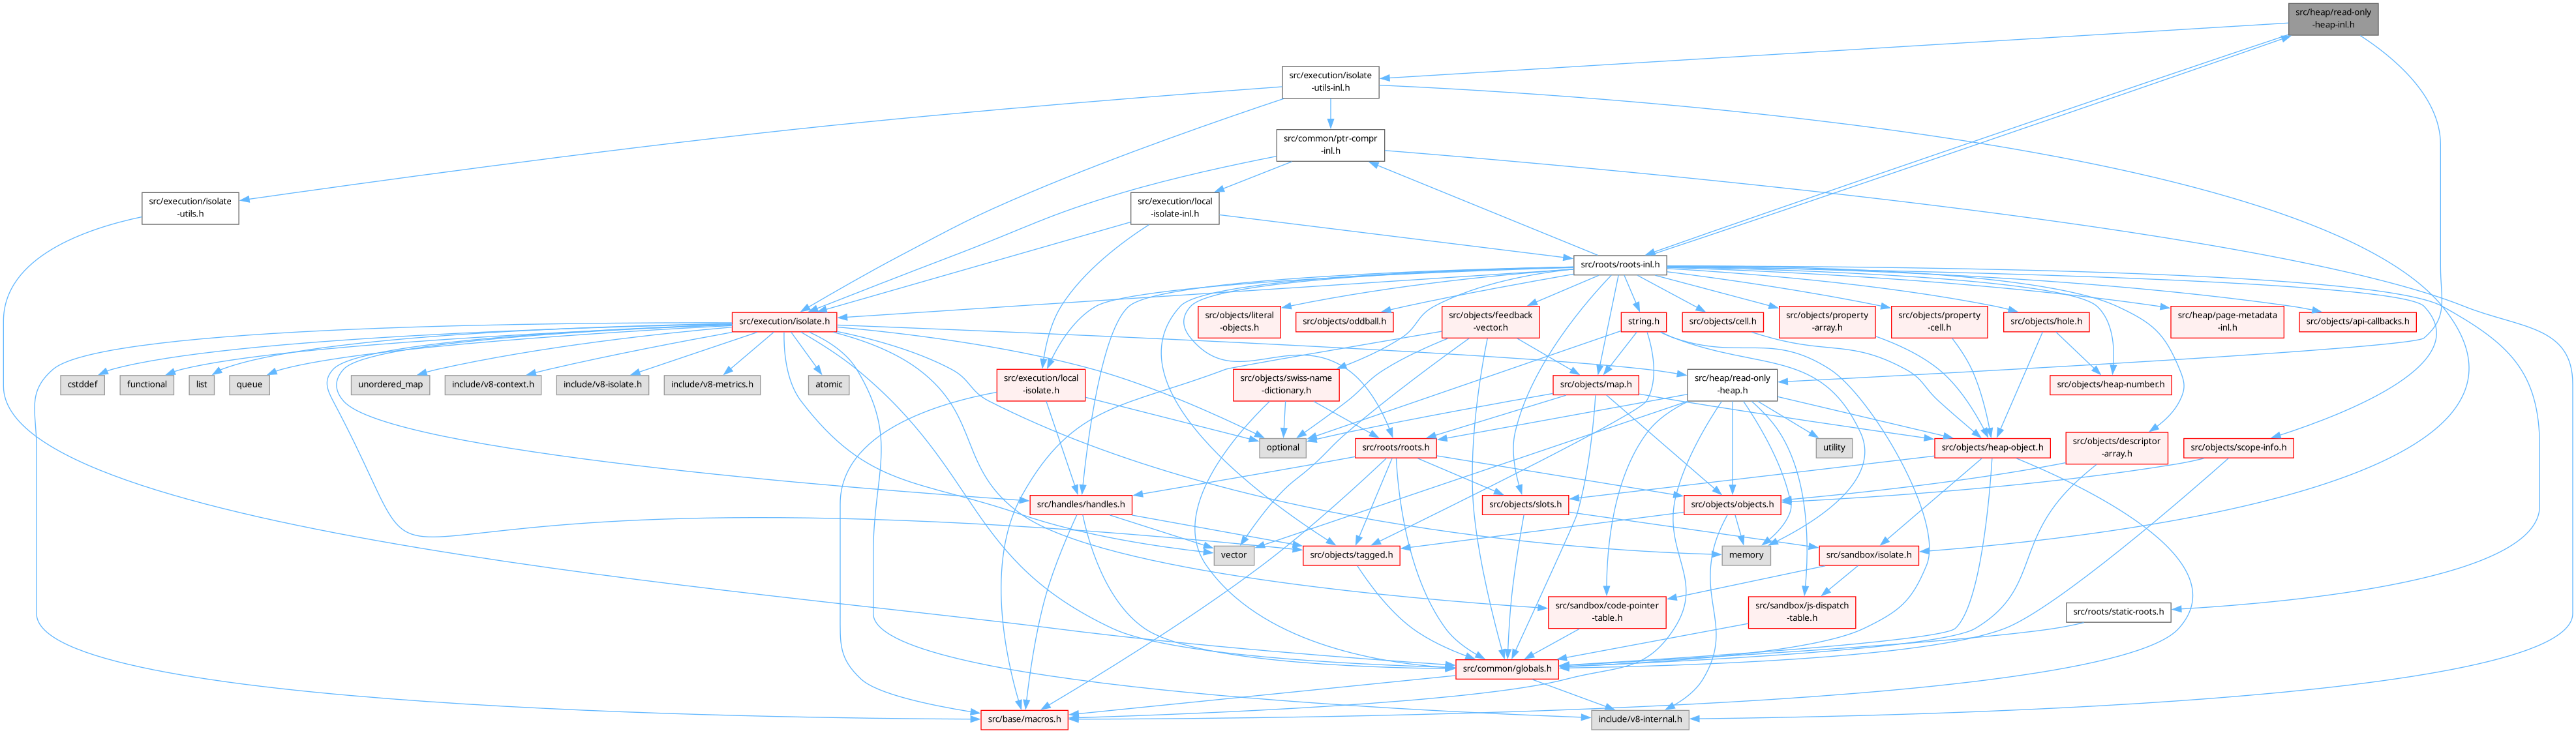 src/heap/read-only
-heap-inl.h
src/execution/isolate
-utils-inl.h
src/common/ptr-compr
-inl.h
src/execution/isolate
-utils.h
src/execution/local
-isolate-inl.h
src/roots/roots-inl.h
src/execution/isolate.h
src/objects/literal
-objects.h
src/objects/oddball.h
src/objects/feedback
-vector.h
string.h
src/objects/cell.h
src/objects/property
-array.h
src/objects/property
-cell.h
src/objects/hole.h
src/heap/page-metadata
-inl.h
src/objects/api-callbacks.h
cstddef
functional
list
queue
unordered_map
include/v8-context.h
include/v8-isolate.h
include/v8-metrics.h
atomic
src/execution/local
-isolate.h
src/objects/swiss-name
-dictionary.h
src/objects/map.h
src/heap/read-only
-heap.h
src/objects/heap-number.h
optional
src/roots/roots.h
utility
src/objects/heap-object.h
src/objects/descriptor
-array.h
src/objects/scope-info.h
src/handles/handles.h
src/objects/slots.h
src/objects/objects.h
vector
src/objects/tagged.h
memory
src/sandbox/isolate.h
src/sandbox/code-pointer
-table.h
src/sandbox/js-dispatch
-table.h
src/roots/static-roots.h
src/common/globals.h
src/base/macros.h
include/v8-internal.h